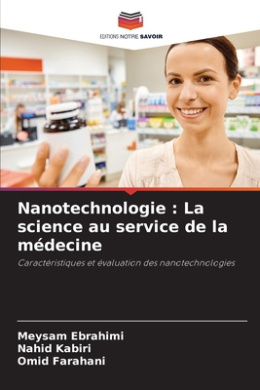 EDITIONS NOTRE SAVOIR
Nanotechnologie : La
science au service de la
médecine
Caractéristiques et évaluation des nanotechnologies
Meysam Ebrahimi
Nahid Kabiri
Omid Farahani